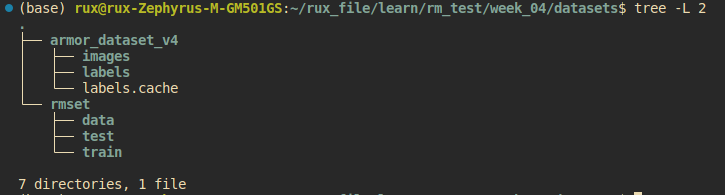 (base) rux@rux-Zephyrus-M-GM501GS:~/rux_file/learn/rm_test/week_04/datasets$ tree -L 2
.
├── armor_dataset_v4
│   ├── images
│   ├── labels
│   └── labels.cache
└── rmset
    ├── data
    ├── test
    └── train

7 directories, 1 file